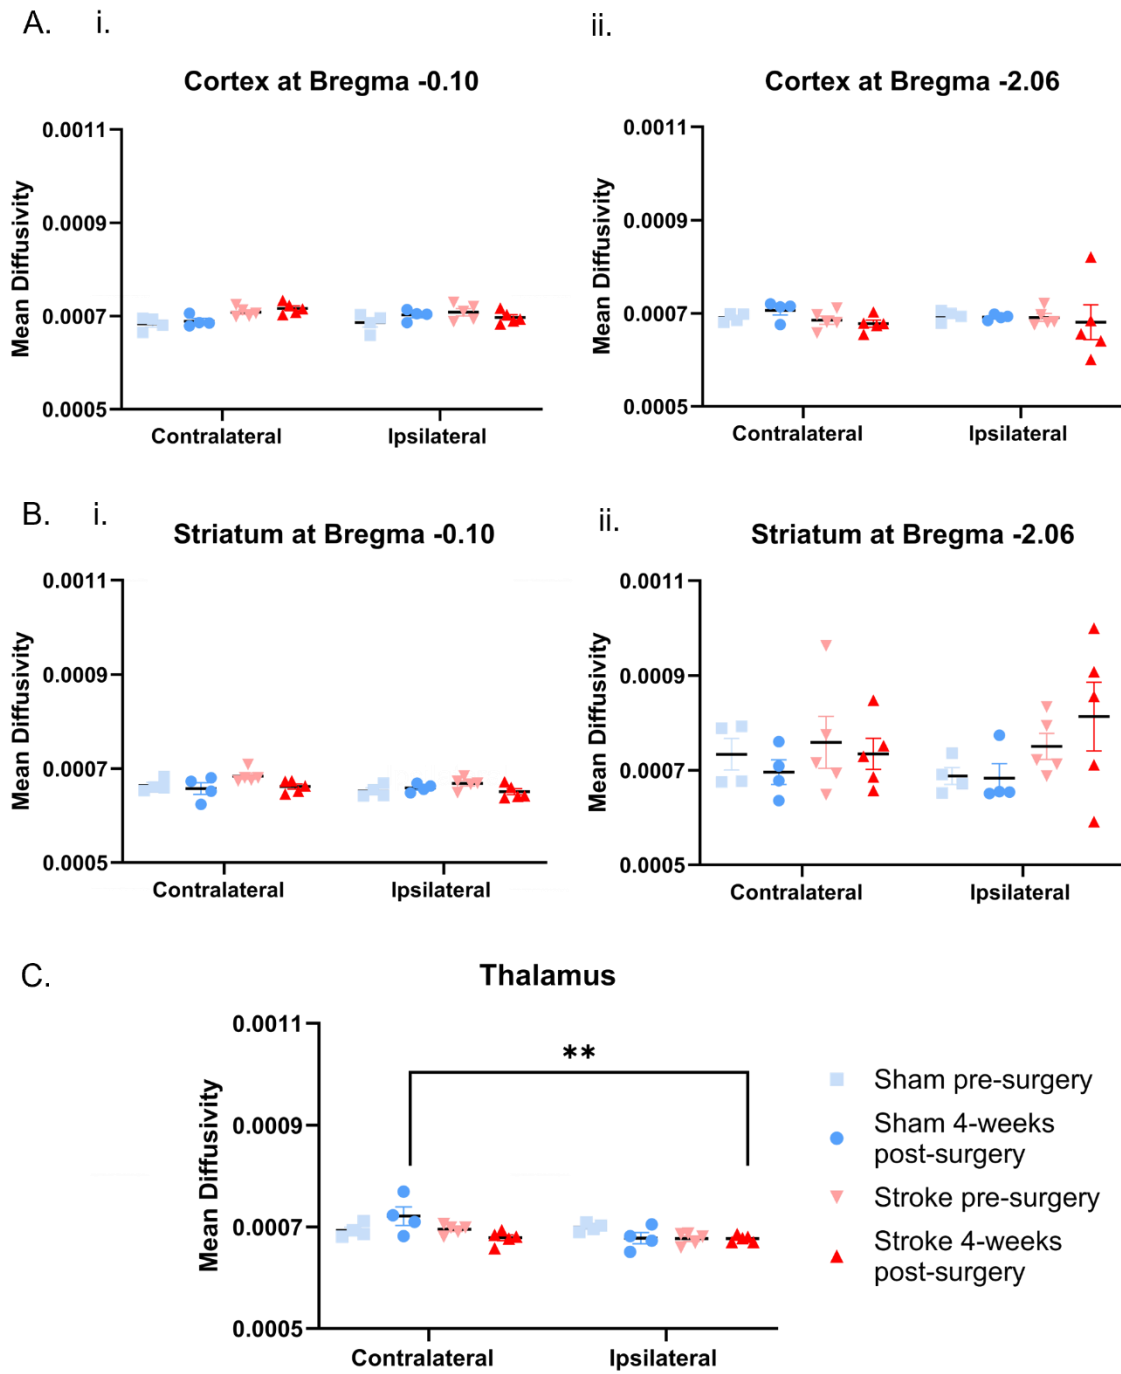 A. i. ii.
Cortex at Bregma -0.10
0.0011
0.0009
0.0007
0.0005
Mean Diffusivity
Contralateral Ipsilateral
Cortex at Bregma -2.06
0.0011
0.0009
0.0007
0.0005
Mean Diffusivity
Contralateral Ipsilateral
B. i. ii.
Striatum at Bregma -0.10
0.0011
0.0009
0.0007
0.0005
Mean Diffusivity
Contralateral Ipsilateral
Striatum at Bregma -2.06
0.0011
0.0009
0.0007
0.0005
Mean Diffusivity
Contralateral Ipsilateral
C.
Thalamus
0.0011
0.0009
0.0007
0.0005
Mean Diffusivity
**
Contralateral Ipsilateral
Sham pre-surgery
Sham 4-weeks
post-surgery
Stroke pre-surgery
Stroke 4-weeks
post-surgery